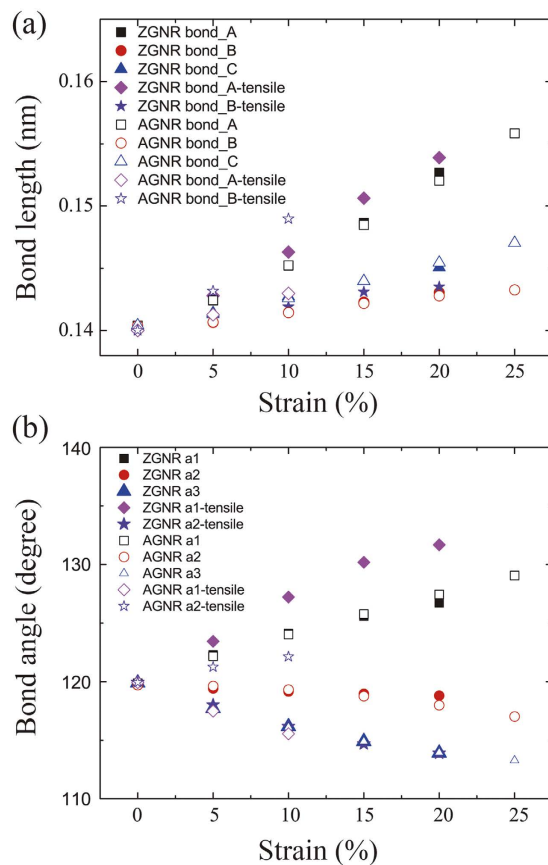 (a)
0.16
0.15
0.14
Bond length (nm)
ZGNR bond_A
ZGNR bond_B
ZGNR bond_C
ZGNR bond_A-tensile
ZGNR bond_B-tensile
AGNR bond_A
AGNR bond_B
AGNR bond_C
AGNR bond_A-tensile
AGNR bond_B-tensile
0 5 10 15 20 25
Strain (%)
(b)
140
130
120
110
Bond angle (degree)
ZGNR a1
ZGNR a2
ZGNR a3
ZGNR a1-tensile
ZGNR a2-tensile
AGNR a1
AGNR a2
AGNR a3
AGNR a1-tensile
AGNR a2-tensile
0 5 10 15 20 25
Strain (%)